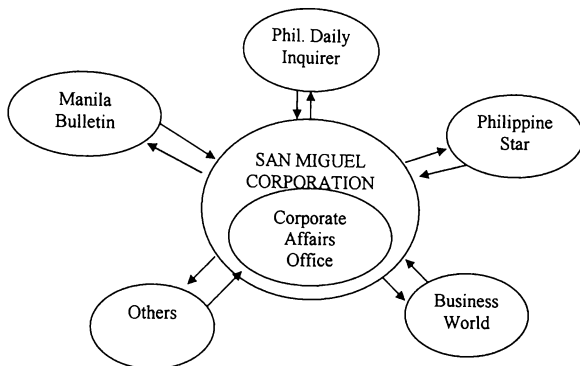 Phil. Daily
Inquirer
Manila
Bulletin
Philippine
Star
SAN MIGUEL
CORPORATION
Corporate
Affairs
Office
Others
Business
World